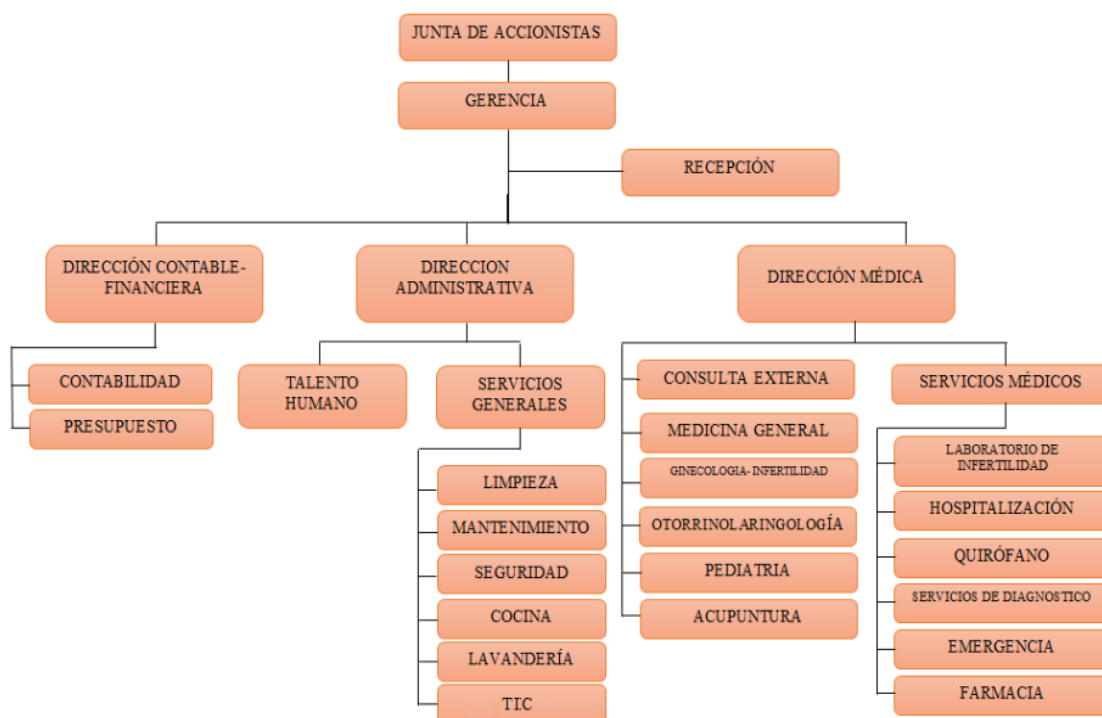 JUNTA DE ACCIONISTAS
GERENCIA
RECEPCIÓN
DIRECCIÓN CONTABLE-
FINANCIERA
DIRECCION
ADMINISTRATIVA
DIRECCIÓN MÉDICA
CONTABILIDAD
PRESUPUESTO
TALENTO
HUMANO
SERVICIOS
GENERALES
LIMPIEZA
MANTENIMIENTO
SEGURIDAD
COCINA
LAVANDERÍA
TI.C
CONSULTA EXTERNA
MEDICINA GENERAL
GINECOLOGIA- INFERTILIDAD
OTORRINOLARINGOLOGÍA
PEDIATRIA
ACUPUNTURA
SERVICIOS MÉDICOS
LABORATORIO DE
INFERTILIDAD
HOSPITALIZACIÓN
QUIRÓFANO
SERVICIOS DE DIAGNOSTICO
EMERGENCIA
FARMACIA